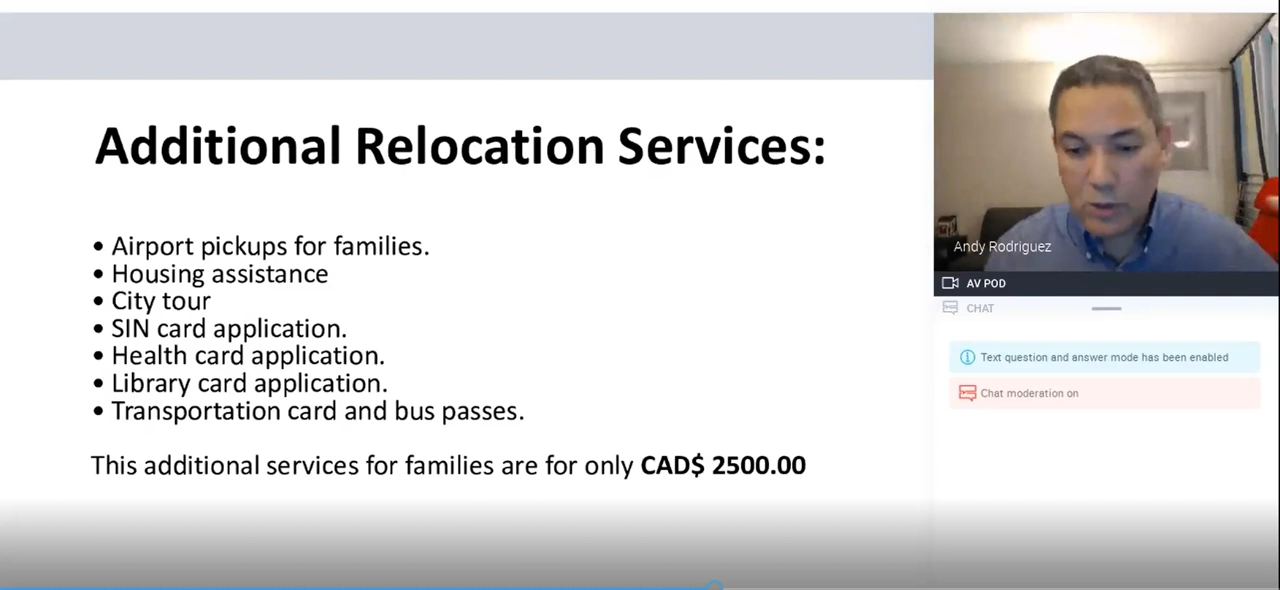 Additional Relocation Services:
• Airport pickups for families.
• Housing assistance
• City tour
• SIN card application.
• Health card application.
• Library card application.
• Transportation card and bus passes.
This additional services for families are for only CAD$ 2500.00
Andy Rodriguez
AV POD
CHAT
Text question and answer mode has been enabled
Chat moderation on